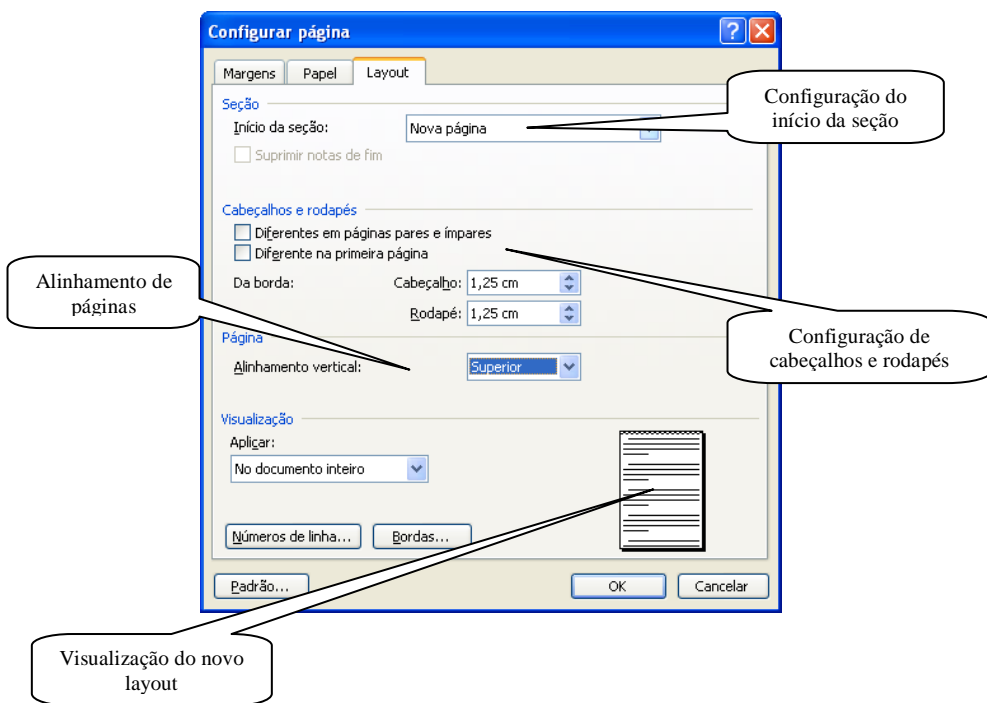 Configurar página
Margens Papel Layout
Seção
Início da seção: Nova página
Suprimir notas de fim
Configuração do
início da seção
Cabeçalhos e rodapés
Diferentes em páginas pares e ímpares
Diferente na primeira página
Da borda: Cabeçalho: 1,25 cm
Rodapé: 1,25 cm
Alinhamento de
páginas
Configuração de
cabeçalhos e rodapés
Página
Alinhamento vertical: Superior
Visualização
Aplicar:
No documento inteiro
Números de linha... Bordas...
Padrão... OK Cancelar
Visualização do novo
layout